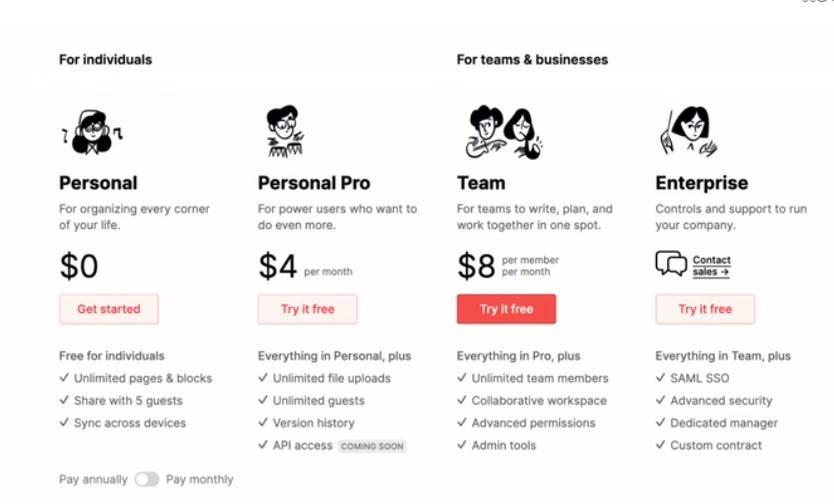 For individuals
For teams & businesses
Personal
For organizing every corner
of your life.
$0
Get started
Free for individuals
Unlimited pages & blocks
Share with 5 guests
Sync across devices
Personal Pro
For power users who want to
do even more.
$4 per month
Try it free
Everything in Personal, plus
Unlimited file uploads
Unlimited guests
Version history
API access COMING SOON
Team
For teams to write, plan, and
work together in one spot.
$8 per member
per month
Try it free
Everything in Pro, plus
Unlimited team members
Collaborative workspace
Advanced permissions
Admin tools
Enterprise
Controls and support to run
your company.
Contact
sales →
Try it free
Everything in Team, plus
SAML SSO
Advanced security
Dedicated manager
Custom contract
Pay annually Pay monthly